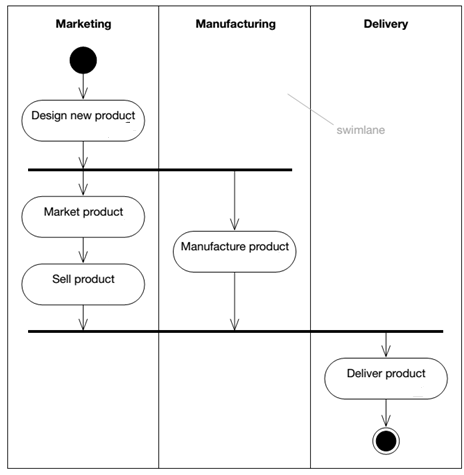 Marketing
Manufacturing
Delivery
Design new product
swimlane
Market product
Manufacture product
Sell product
Deliver product